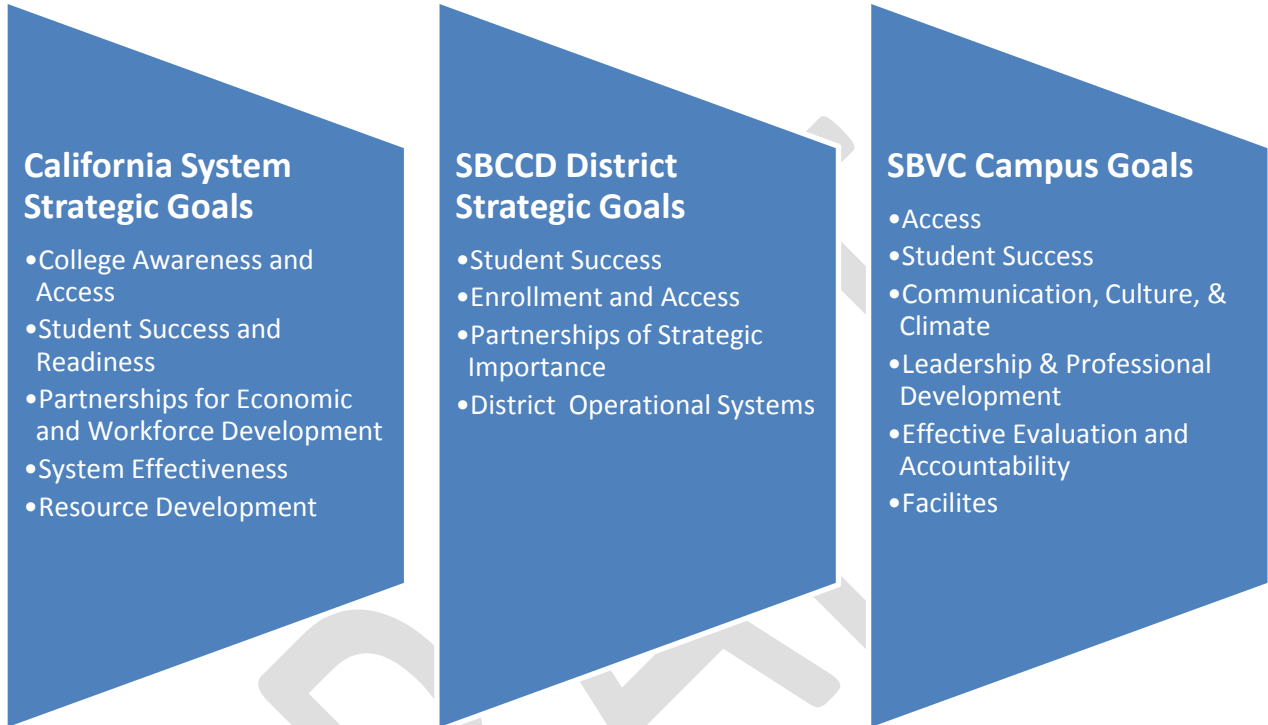 California System
Strategic Goals
•College Awareness and
Access
•Student Success and
Readiness
•Partnerships for Economic
and Workforce Development
•System Effectiveness
•Resource Development
SBCCD District
Strategic Goals
•Student Success
•Enrollment and Access
•Partnerships of Strategic
Importance
•District  Operational Systems
SBVC Campus Goals
•Access
•Student Success
•Communication, Culture, &
Climate
•Leadership & Professional
Development
•Effective Evaluation and
Accountability
•Facilites